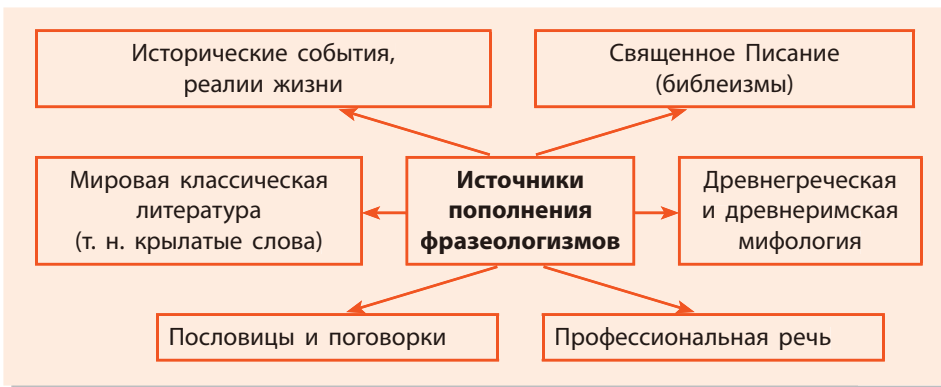 Исторические события,
реалии жизни
Священное Писание
(библеизмы)
Мировая классическая
литература
(т. н. крылатые слова)
Источники
пополнения
фразеологизмов
Древнегреческая
и древнеримская
мифология
Пословицы и поговорки
Профессиональная речь